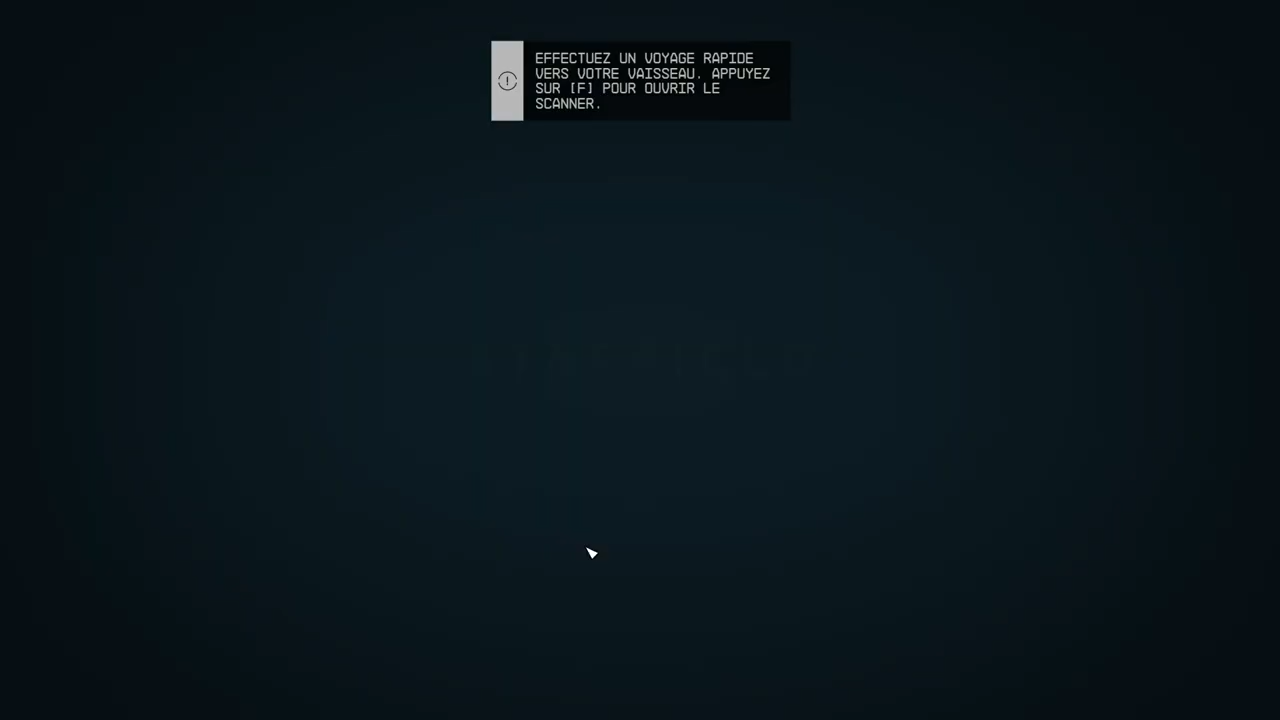 EFFECTUEZ UN VOYAGE RAPIDE
VERS VOTRE VAISSEAU. APPUYEZ
SUR [F] POUR OUVRIR LE
SCANNER.